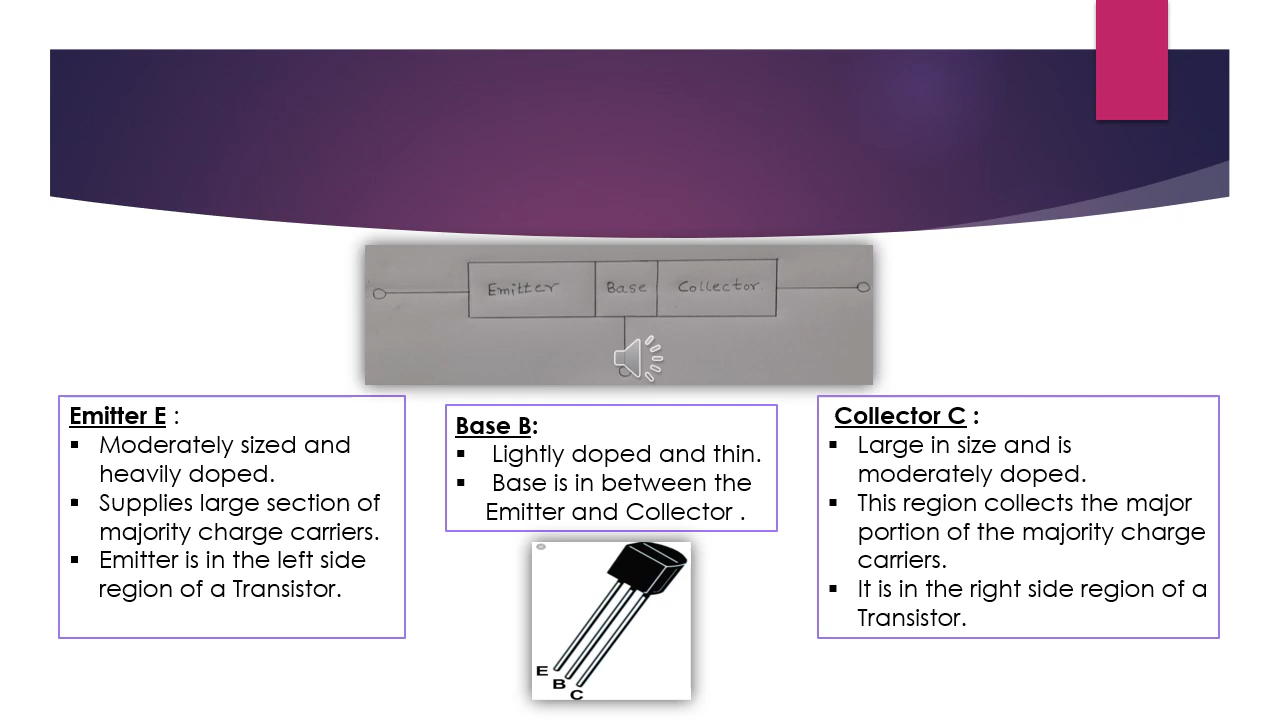 Emitter Base Collector
Emitter E :
▪ Moderately sized and
heavily doped.
▪ Supplies large section of
majority charge carriers.
▪ Emitter is in the left side
region of a Transistor.
Base B:
▪ Lightly doped and thin.
▪ Base is in between the
Emitter and Collector .
E
B
C
Collector C :
▪ Large in size and is
moderately doped.
▪ This region collects the major
portion of the majority charge
carriers.
▪ It is in the right side region of a
Transistor.